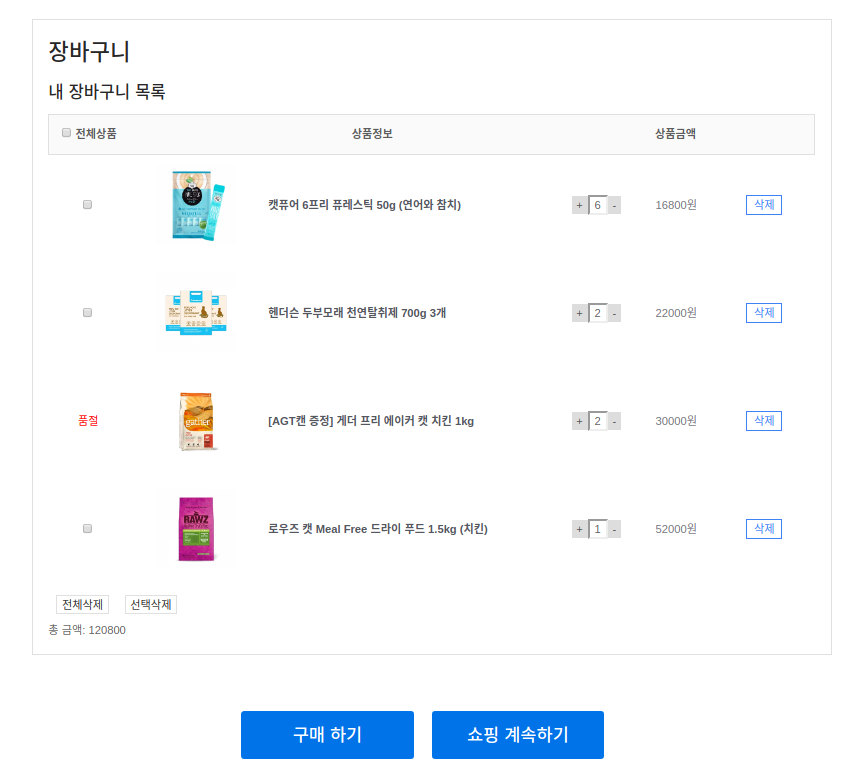 장바구니
내 장바구니 목록
전체상품 상품정보 상품금액
캣퓨어 6프리 퓨레스틱 50g (연어와 참치) + 6 - 16800원 삭제
헨더슨 두부모래 천연탈취제 700g 3개 + 2 - 22000원 삭제
품절 gather [AGT캔 증정] 게더 프리 에이커 캣 치킨 1kg + 2 - 30000원 삭제
RAWZ 로우즈 캣 Meal Free 드라이 푸드 1.5kg (치킨) + 1 - 52000원 삭제
전체삭제 선택삭제
총 금액: 120800
구매 하기 쇼핑 계속하기